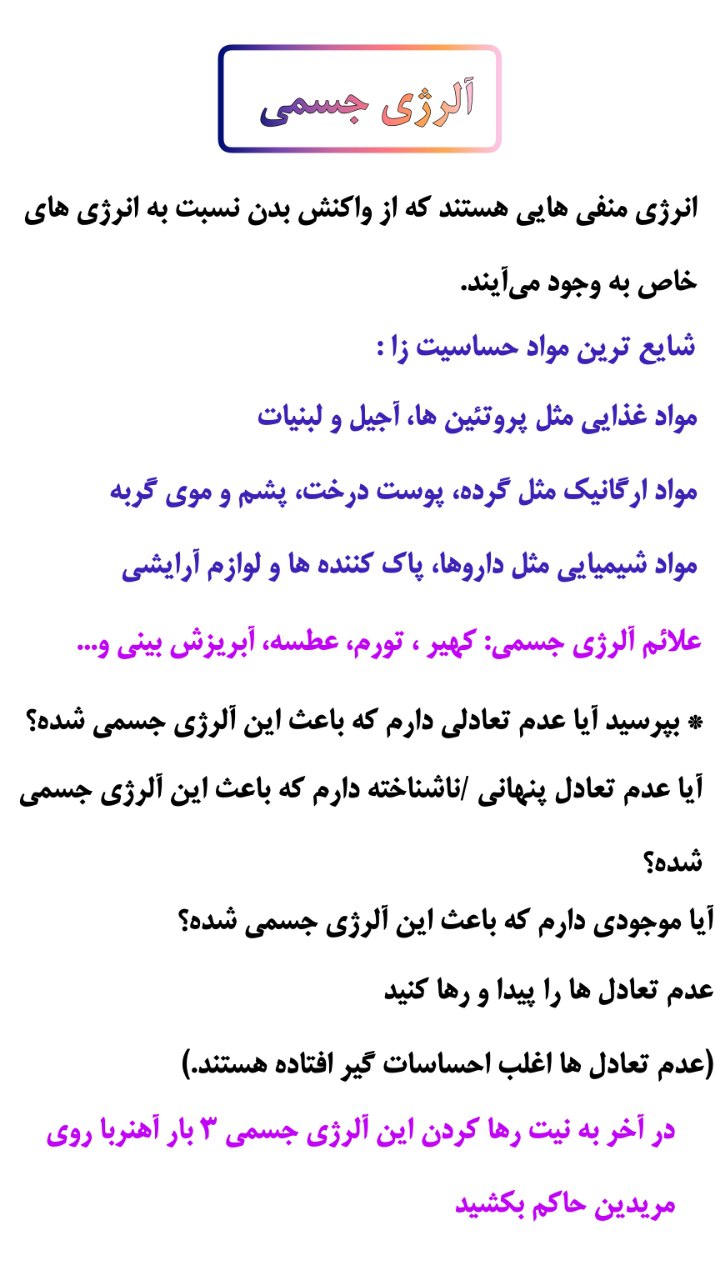 آلرژی جسمی
انرژی منفی هایی هستند که از واکنش بدن نسبت به انرژی های
خاص به وجود می‌آیند.
شایع ترین مواد حساسیت زا :
مواد غذایی مثل پروتئین ها، آجیل و لبنیات
مواد ارگانیک مثل گرده، پوست درخت، پشم و موی گربه
مواد شیمیایی مثل داروها، پاک کننده ها و لوازم آرایشی
علائم آلرژی جسمی: کهیر ، تورم، عطسه، آبریزش بینی و...
* بپرسید آیا عدم تعادلی دارم که باعث این آلرژی جسمی شده؟
آیا عدم تعادل پنهانی /ناشناخته دارم که باعث این آلرژی جسمی
شده؟
آیا موجودی دارم که باعث این آلرژی جسمی شده؟
عدم تعادل ها را پیدا و رها کنید
(عدم تعادل ها اغلب احساسات گیر افتاده هستند.)
در آخر به نیت رها کردن این آلرژی جسمی ۳ بار آهنربا روی
مریدین حاکم بکشید